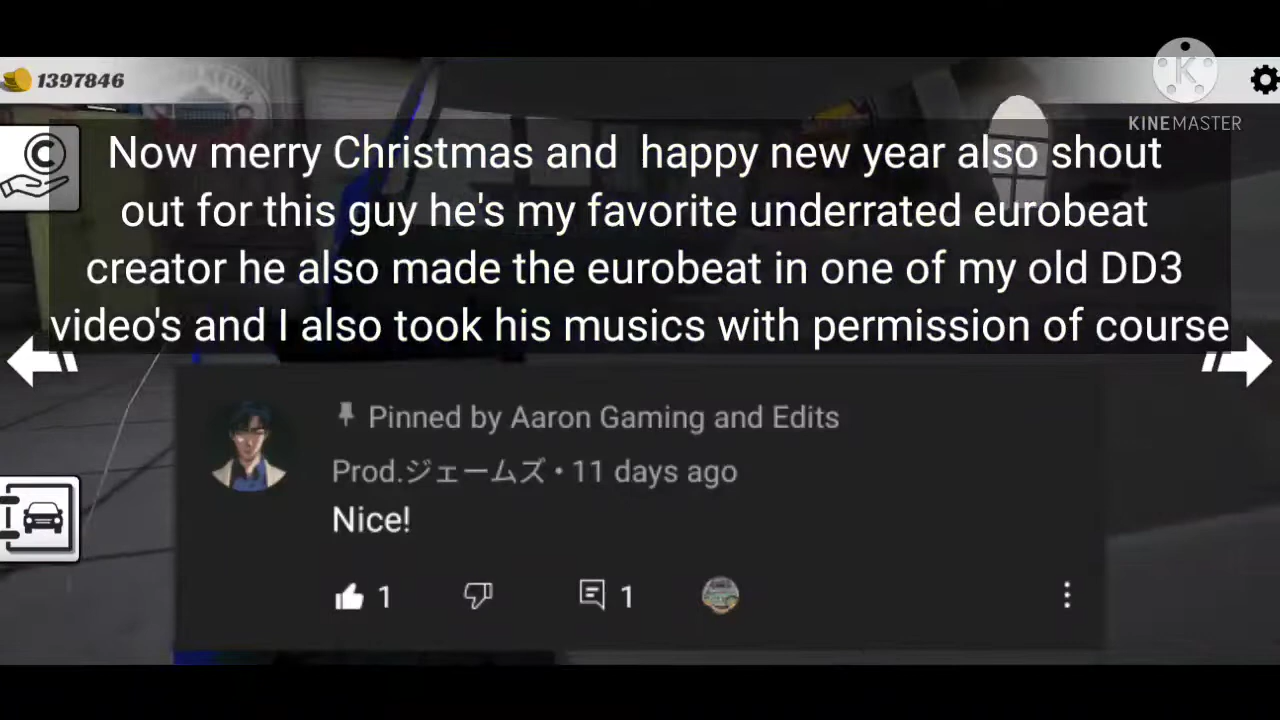 1397846
KINEMASTER
Now merry Christmas and happy new year also shout
out for this guy he's my favorite underrated eurobeat
creator he also made the eurobeat in one of my old DD3
video's and I also took his musics with permission of course
Pinned by Aaron Gaming and Edits
Prod.ジェームズ • 11 days ago
Nice!
1
1